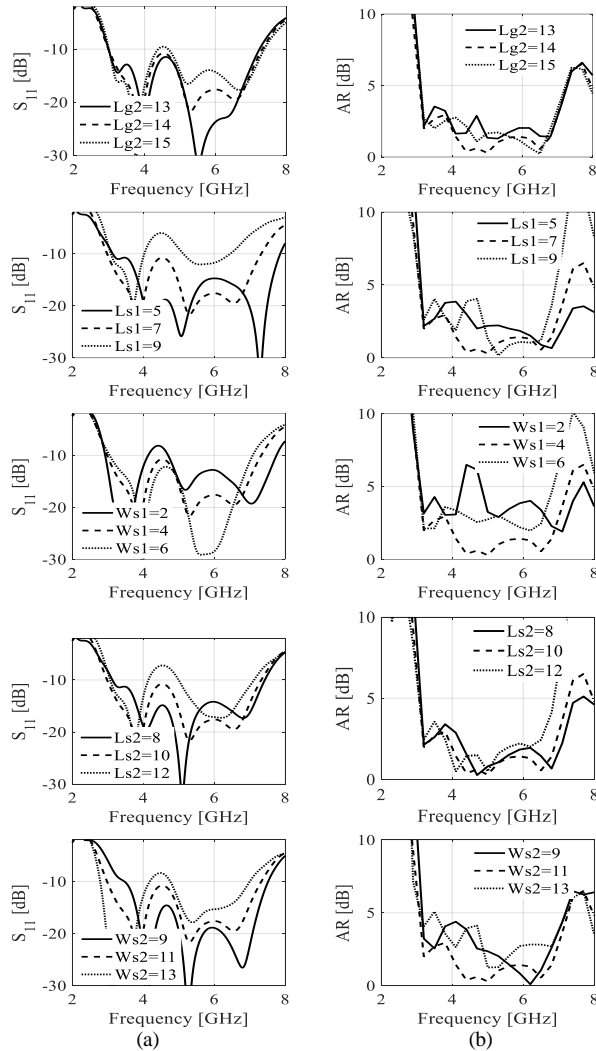 -10
-20
-30
S11 [dB]
Lg2=13
Lg2=14
Lg2=15
2 4 6 8
Frequency [GHz]
10
5
0
AR [dB]
Lg2=13
Lg2=14
Lg2=15
2 4 6 8
Frequency [GHz]
-10
-20
-30
S11 [dB]
Ls1=5
Ls1=7
Ls1=9
2 4 6 8
Frequency [GHz]
10
5
0
AR [dB]
Ls1=5
Ls1=7
Ls1=9
2 4 6 8
Frequency [GHz]
-10
-20
-30
S11 [dB]
Ws1=2
Ws1=4
Ws1=6
2 4 6 8
Frequency [GHz]
10
5
0
AR [dB]
Ws1=2
Ws1=4
Ws1=6
2 4 6 8
Frequency [GHz]
-10
-20
-30
S11 [dB]
Ls2=8
Ls2=10
Ls2=12
2 4 6 8
Frequency [GHz]
10
5
0
AR [dB]
Ls2=8
Ls2=10
Ls2=12
2 4 6 8
Frequency [GHz]
-10
-20
-30
S11 [dB]
Ws2=9
Ws2=11
Ws2=13
2 4 6 8
Frequency [GHz]
10
5
0
AR [dB]
Ws2=9
Ws2=11
Ws2=13
2 4 6 8
Frequency [GHz]
(a)
(b)